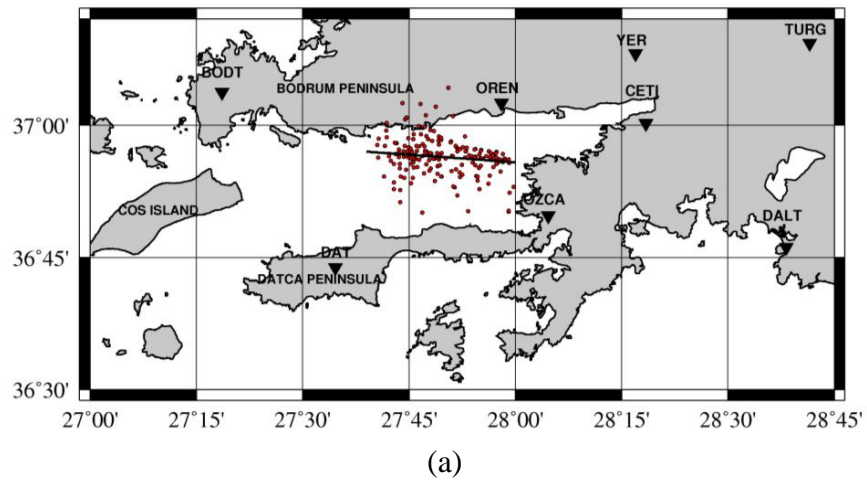 TURG
YER
BODT
BODRUM PENINSULA
OREN
CETI
37°00'
OZCA
COS ISLAND
DALT
36°45'
DAT
DATCA PENINSULA
36°30'
27°00' 27°15' 27°30' 27°45' 28°00' 28°15' 28°30' 28°45'
(a)